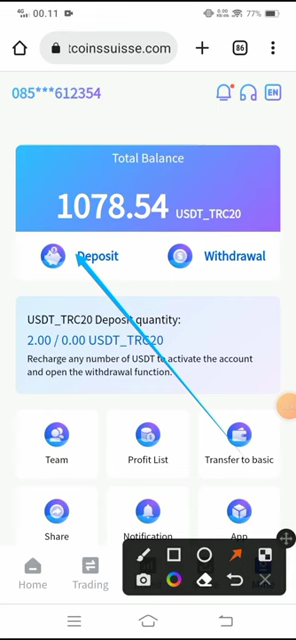 00.11
77%
:coinssuisse.com
86
085***612354
EN
Total Balance
1078.54 USDT_TRC20
Deposit
Withdrawal
USDT_TRC20 Deposit quantity:
2.00 / 0.00 USDT_TRC20
Recharge any number of USDT to activate the account
and open the withdrawal function.
Team
Profit List
Transfer to basic
Share
Notification
App
Home
Trading